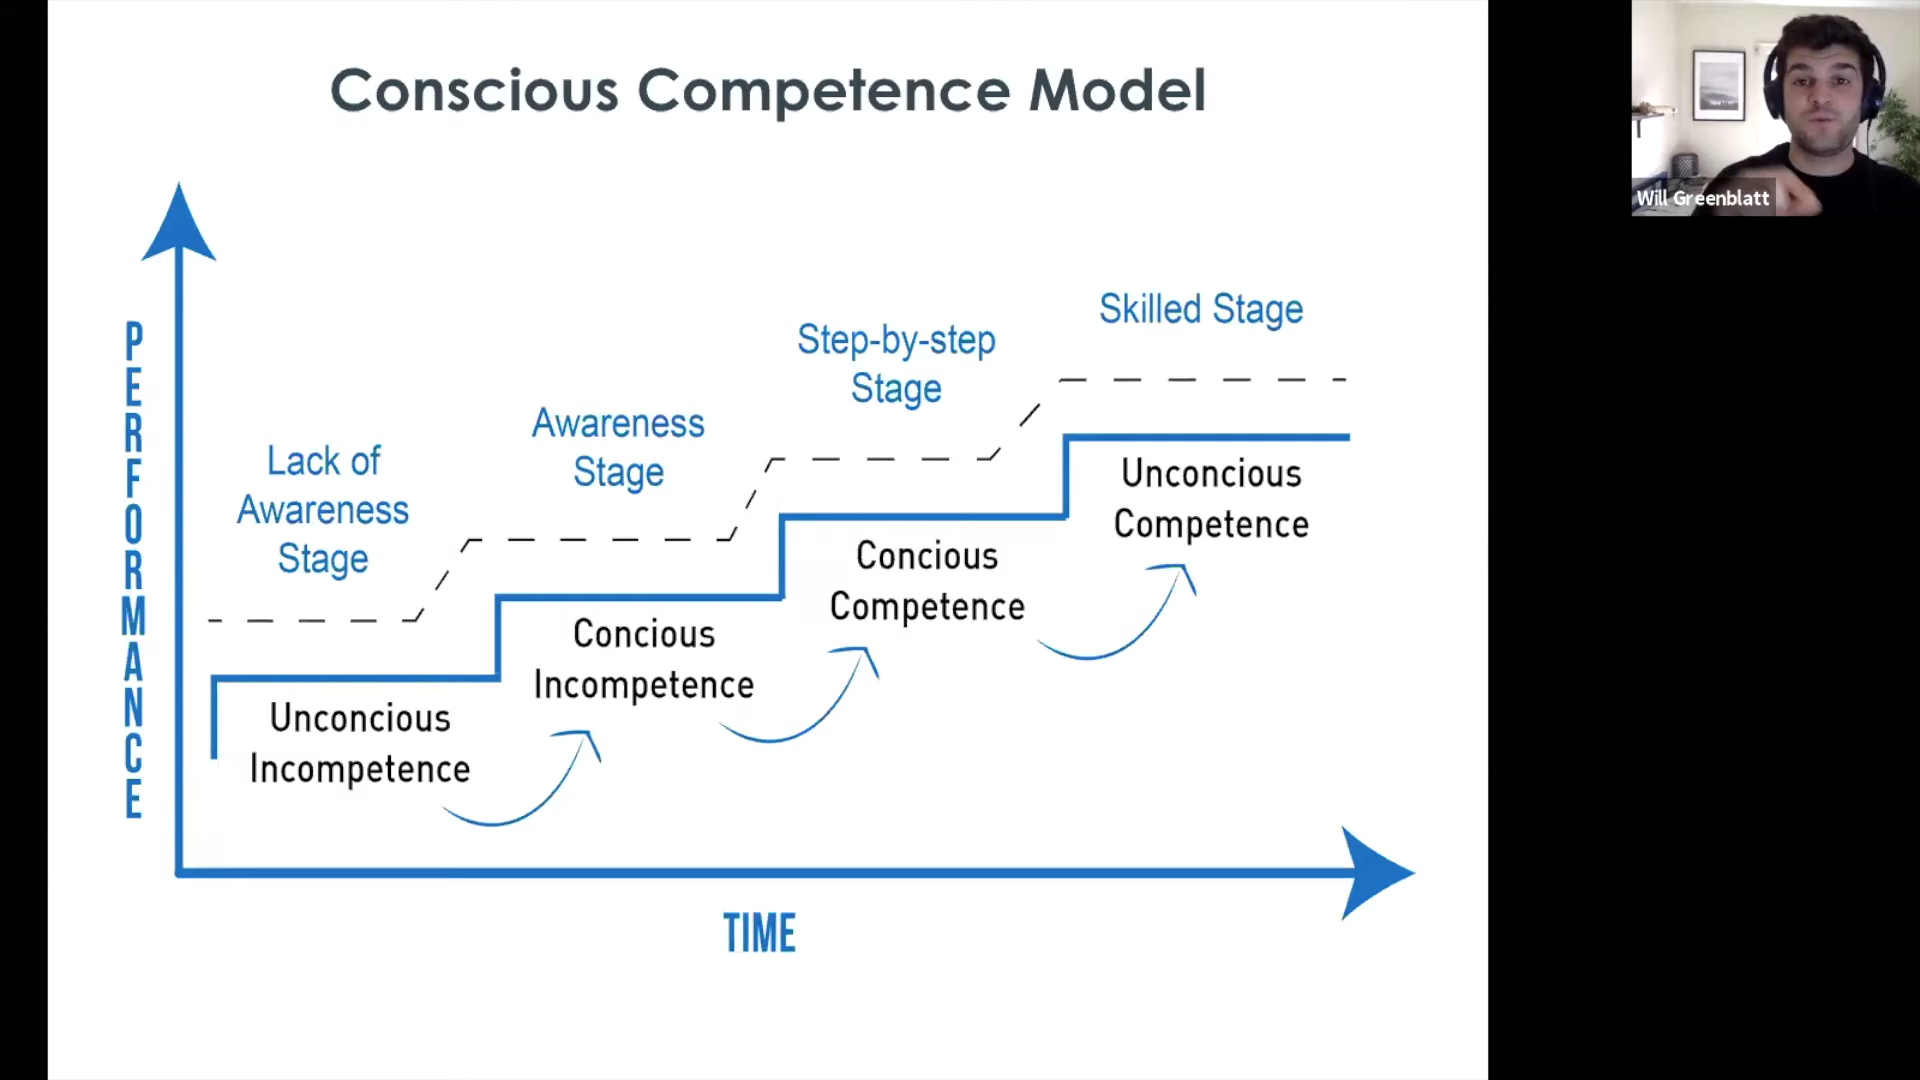 Conscious Competence Model
Will Greenblatt
PERFORMANCE
Lack of
Awareness
Stage
Awareness
Stage
Step-by-step
Stage
Skilled Stage
Unconcious
Incompetence
Concious
Incompetence
Concious
Competence
Unconcious
Competence
TIME